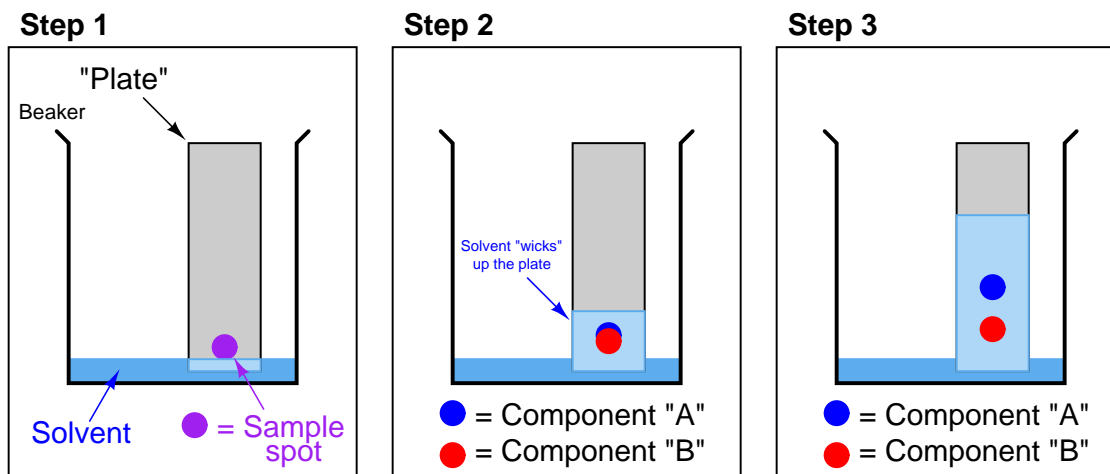 Step 1
"Plate"
Beaker
Solvent
= Sample
spot
Step 2
Solvent "wicks"
up the plate
= Component "A"
= Component "B"
Step 3
= Component "A"
= Component "B"